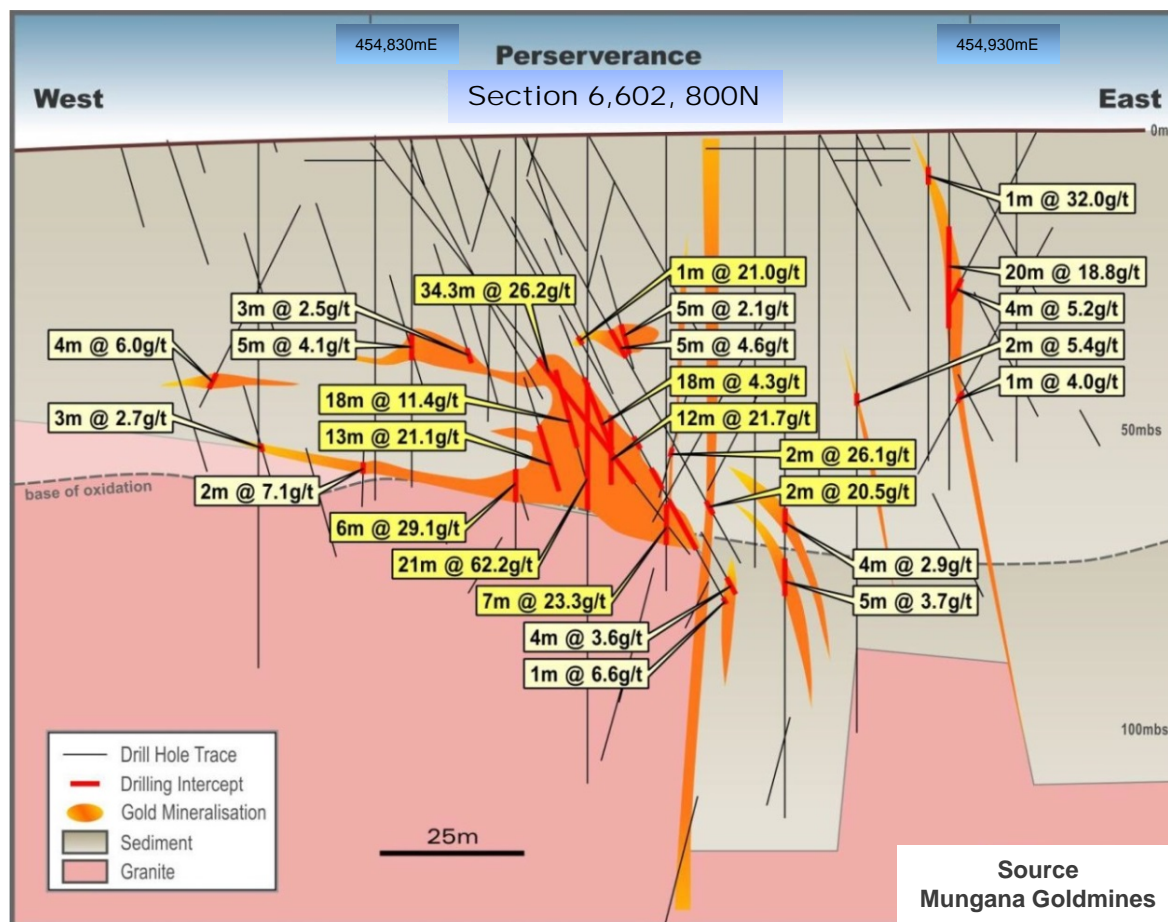 454,830mE
454,930mE
Perserverance
West
Section 6,602, 800N
East
0m
1m @ 32.0g/t
1m @ 21.0g/t
20m @ 18.8g/t
34.3m @ 26.2g/t
3m @ 2.5g/t
5m @ 2.1g/t
4m @ 5.2g/t
4m @ 6.0g/t
5m @ 4.1g/t
5m @ 4.6g/t
2m @ 5.4g/t
18m @ 4.3g/t
1m @ 4.0g/t
18m @ 11.4g/t
3m @ 2.7g/t
12m @ 21.7g/t
13m @ 21.1g/t
50mbs
2m @ 26.1g/t
base of oxidation
2m @ 7.1g/t
2m @ 20.5g/t
6m @ 29.1g/t
21m @ 62.2g/t
4m @ 2.9g/t
7m @ 23.3g/t
5m @ 3.7g/t
4m @ 3.6g/t
1m @ 6.6g/t
100mbs
Drill Hole Trace
Drilling Intercept
Gold Mineralisation
Sediment
Granite
25m
Source
Mungana Goldmines